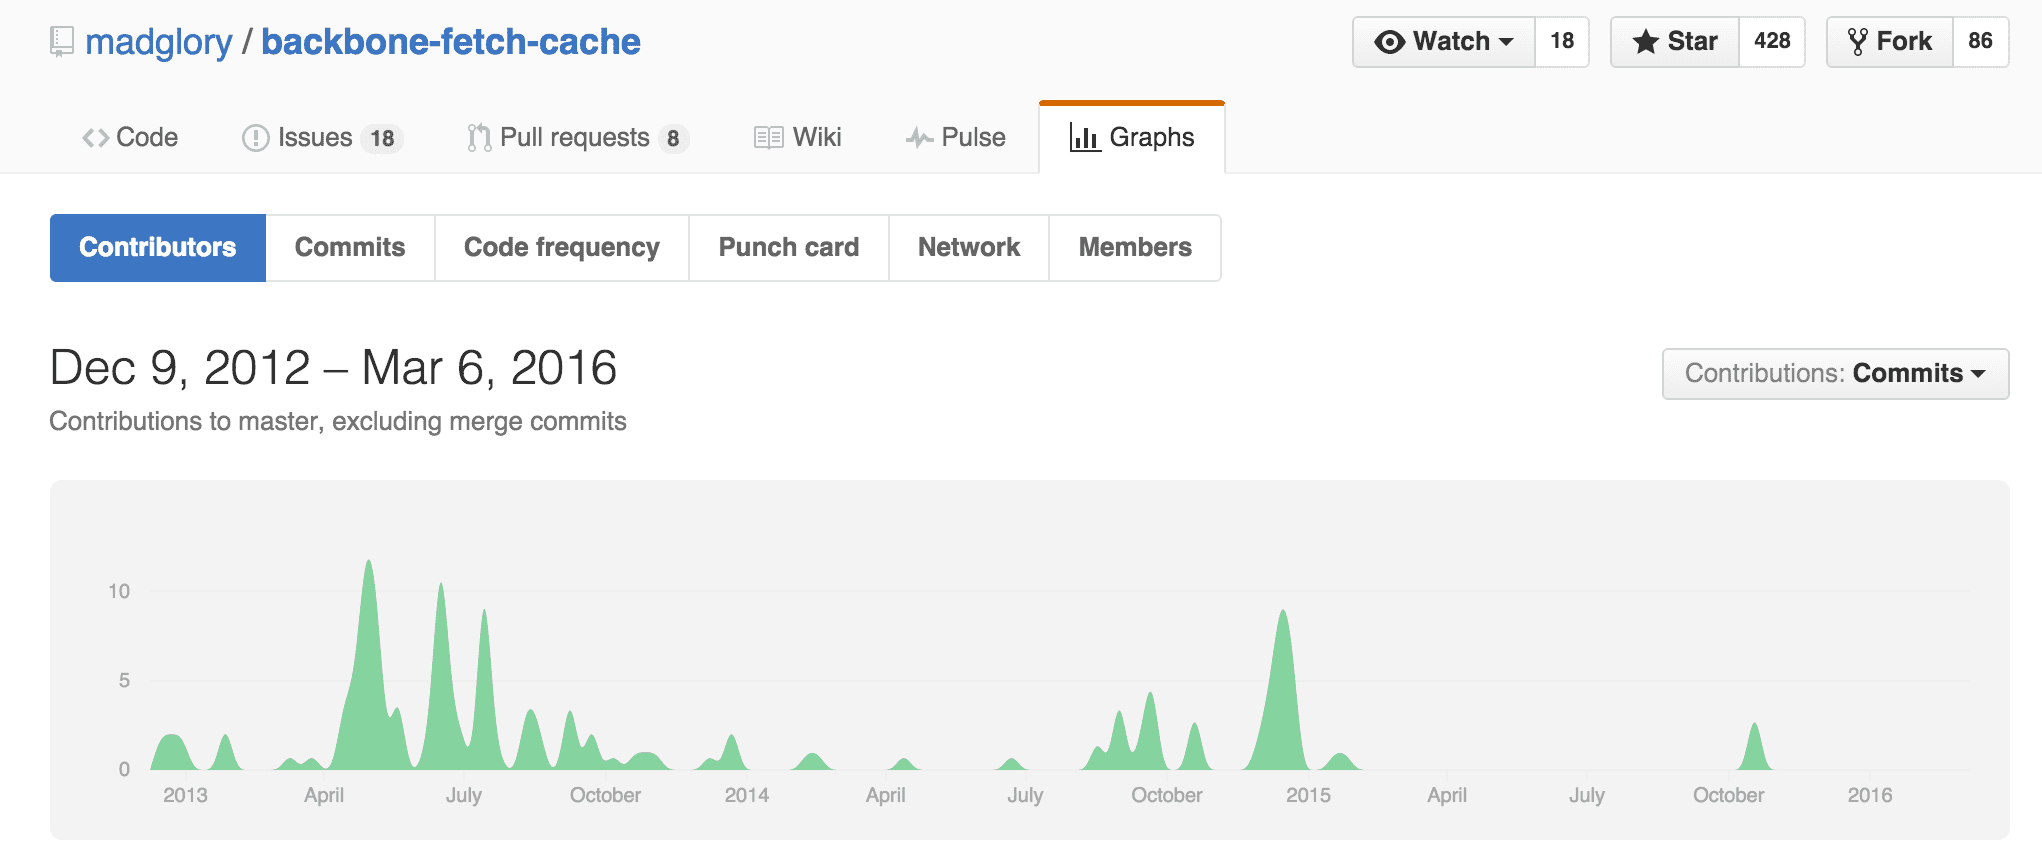 madglory / backbone-fetch-cache
Watch 18 Star 428 Fork 86
Code Issues 18 Pull requests 8 Wiki Pulse Graphs
Contributors Commits Code frequency Punch card Network Members
Dec 9, 2012 – Mar 6, 2016
Contributions: Commits
Contributions to master, excluding merge commits
10
5
0
2013 April July October 2014 April July October 2015 April July October 2016